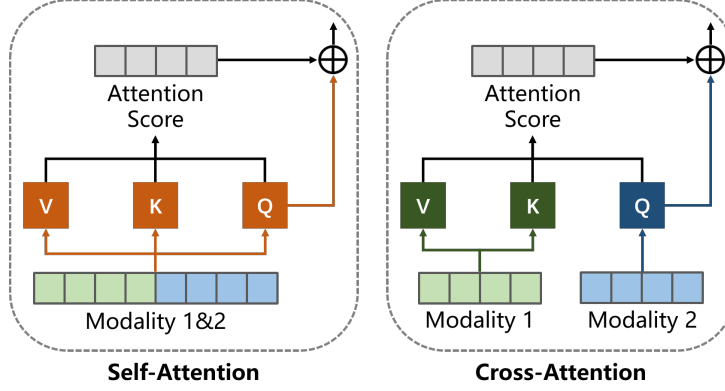 Attention
Score
V
K
Q
Modality 1&2
Self-Attention
Attention
Score
V
K
Q
Modality 1
Modality 2
Cross-Attention